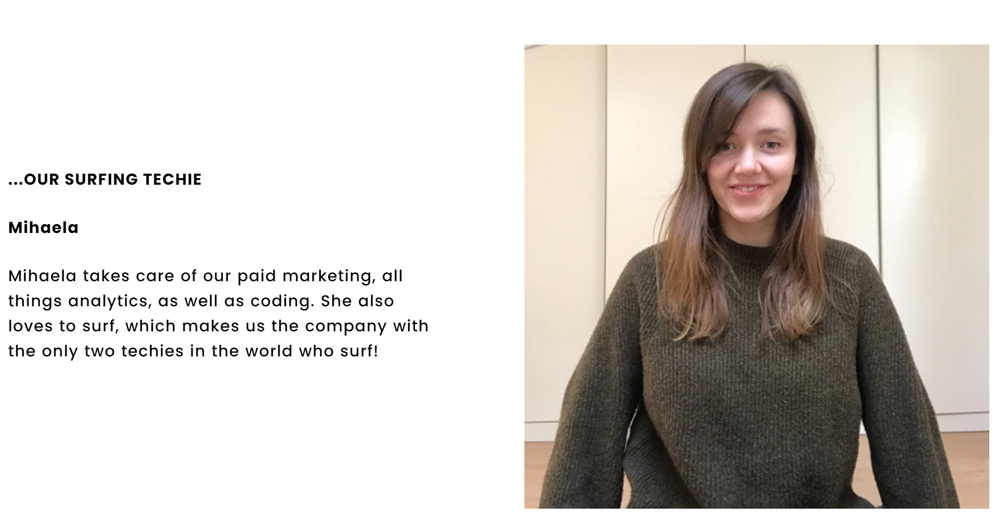 ...OUR SURFING TECHIE
Mihaela
Mihaela takes care of our paid marketing, all
things analytics, as well as coding. She also
loves to surf, which makes us the company with
the only two techies in the world who surf!